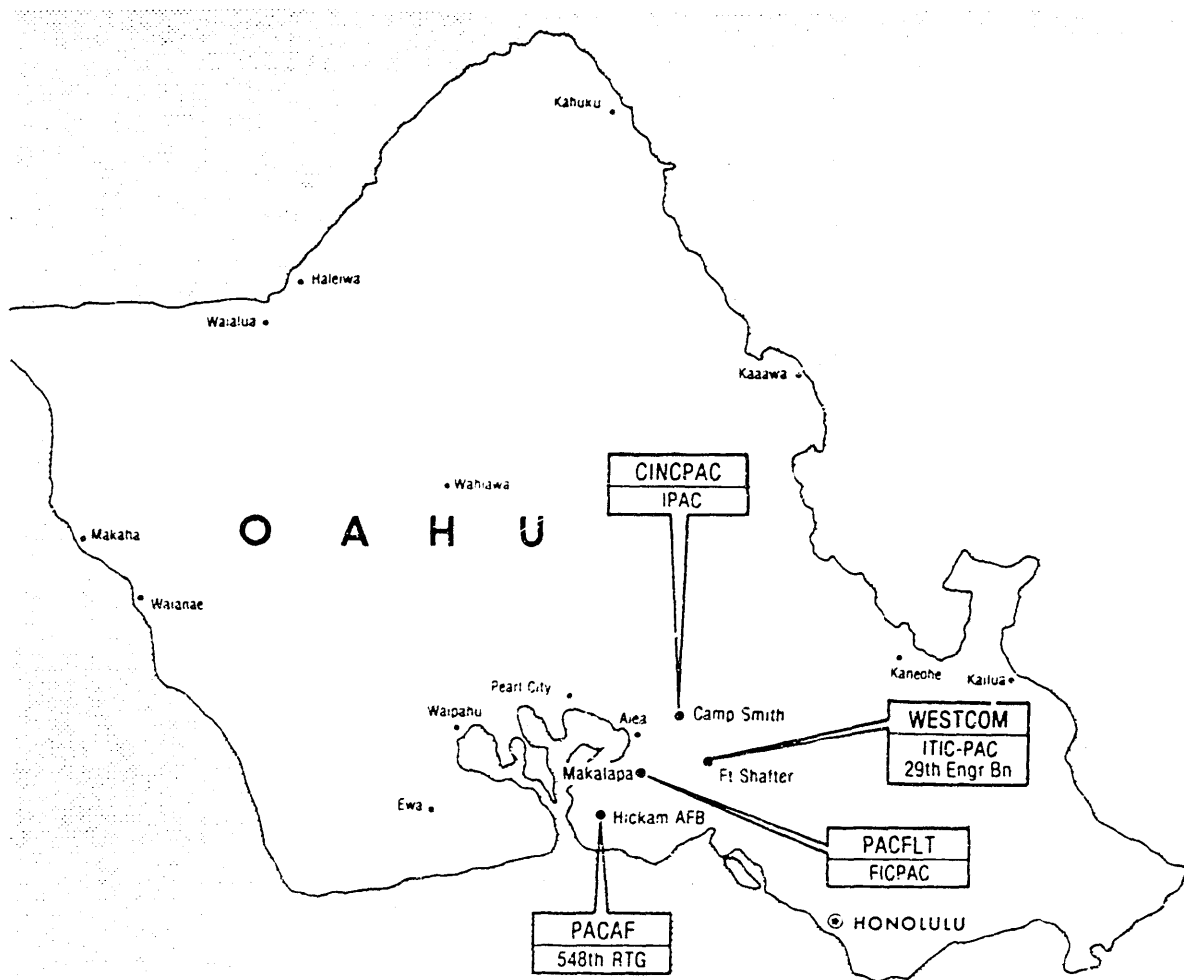 Kahuku
Haleiwa
Waialua
Kaaawa
CINCPAC
IPAC
Wahiawa
OAHU
Makaha
Waianae
Kaneohe
Kailua
Pearl City
Waipahu
Aiea
Camp Smith
WESTCOM
ITIC-PAC
29th Engr Bn
Makalapa
Ft Shafter
Ewa
Hickam AFB
PACFLT
FICPAC
PACAF
548th RTG
HONOLULU